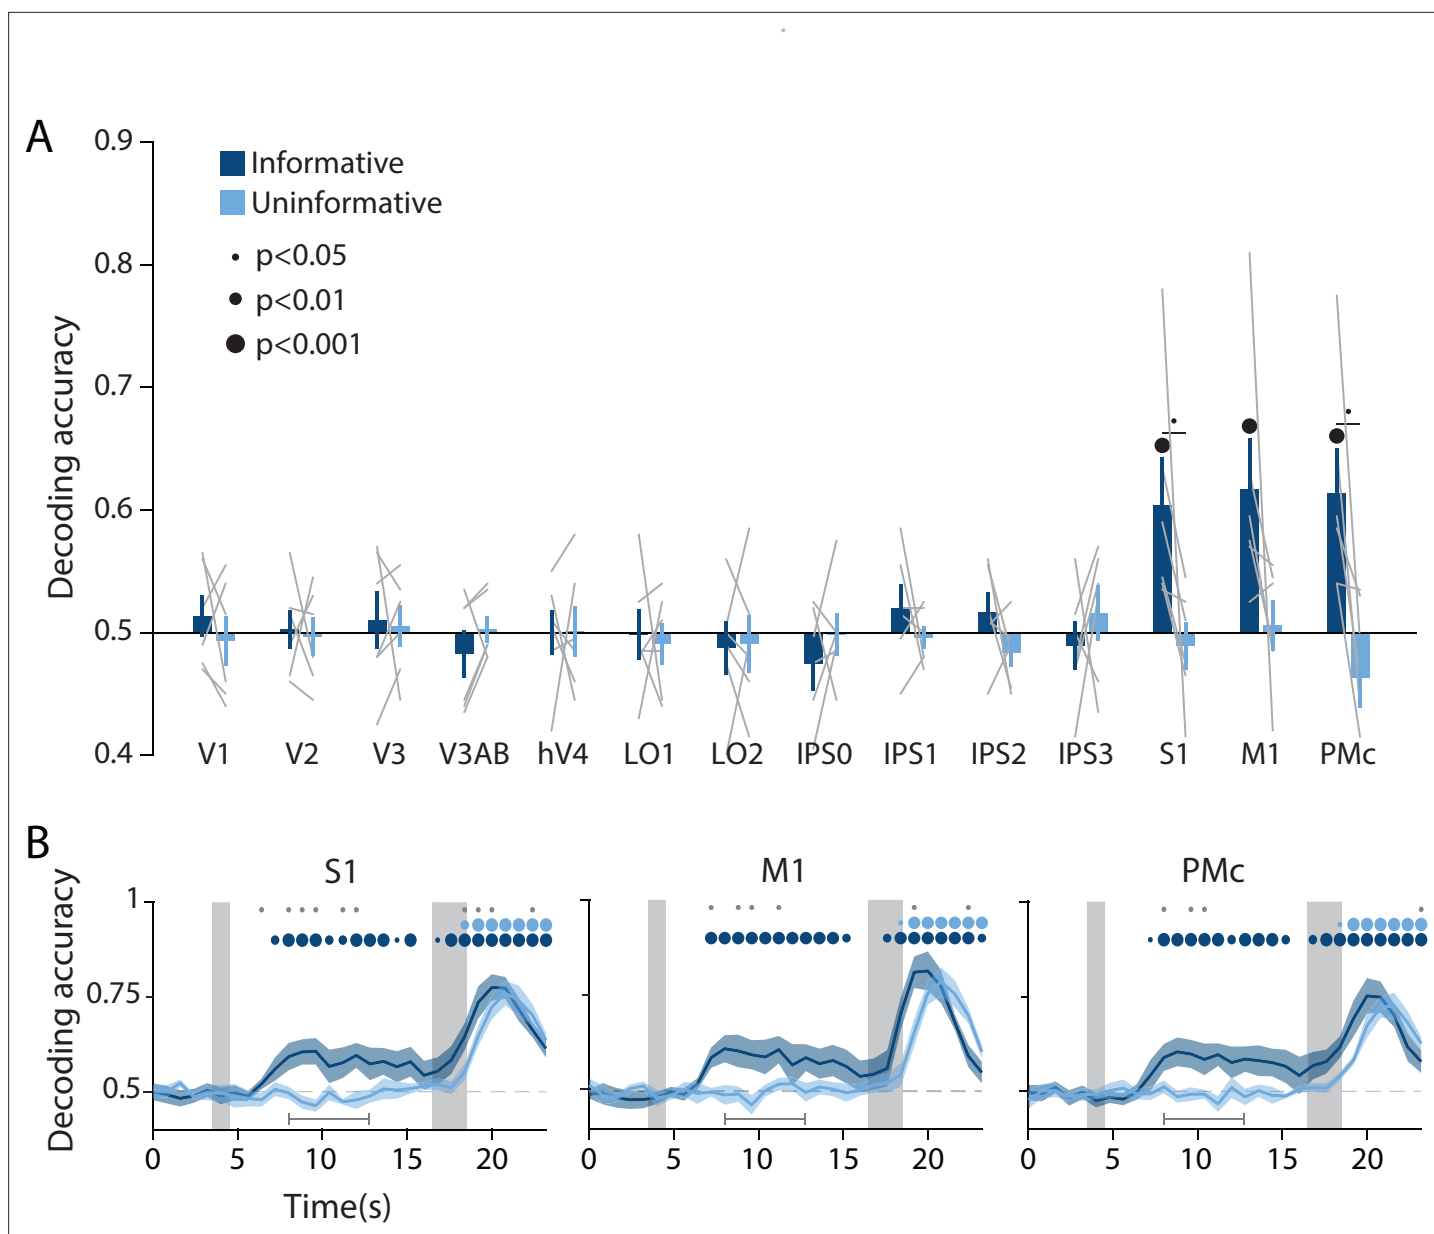 A
Decoding accuracy
0.9
0.8
0.7
0.6
0.5
0.4
Informative
Uninformative
p<0.05
p<0.01
p<0.001
V1 V2 V3 V3AB hV4 LO1 LO2 IPS0 IPS1 IPS2 IPS3 S1 M1 PMc
B
Decoding accuracy
S1 M1 PMc
1
0.75
0.5
0 5 10 15 20 0 5 10 15 20 0 5 10 15 20
Time(s)